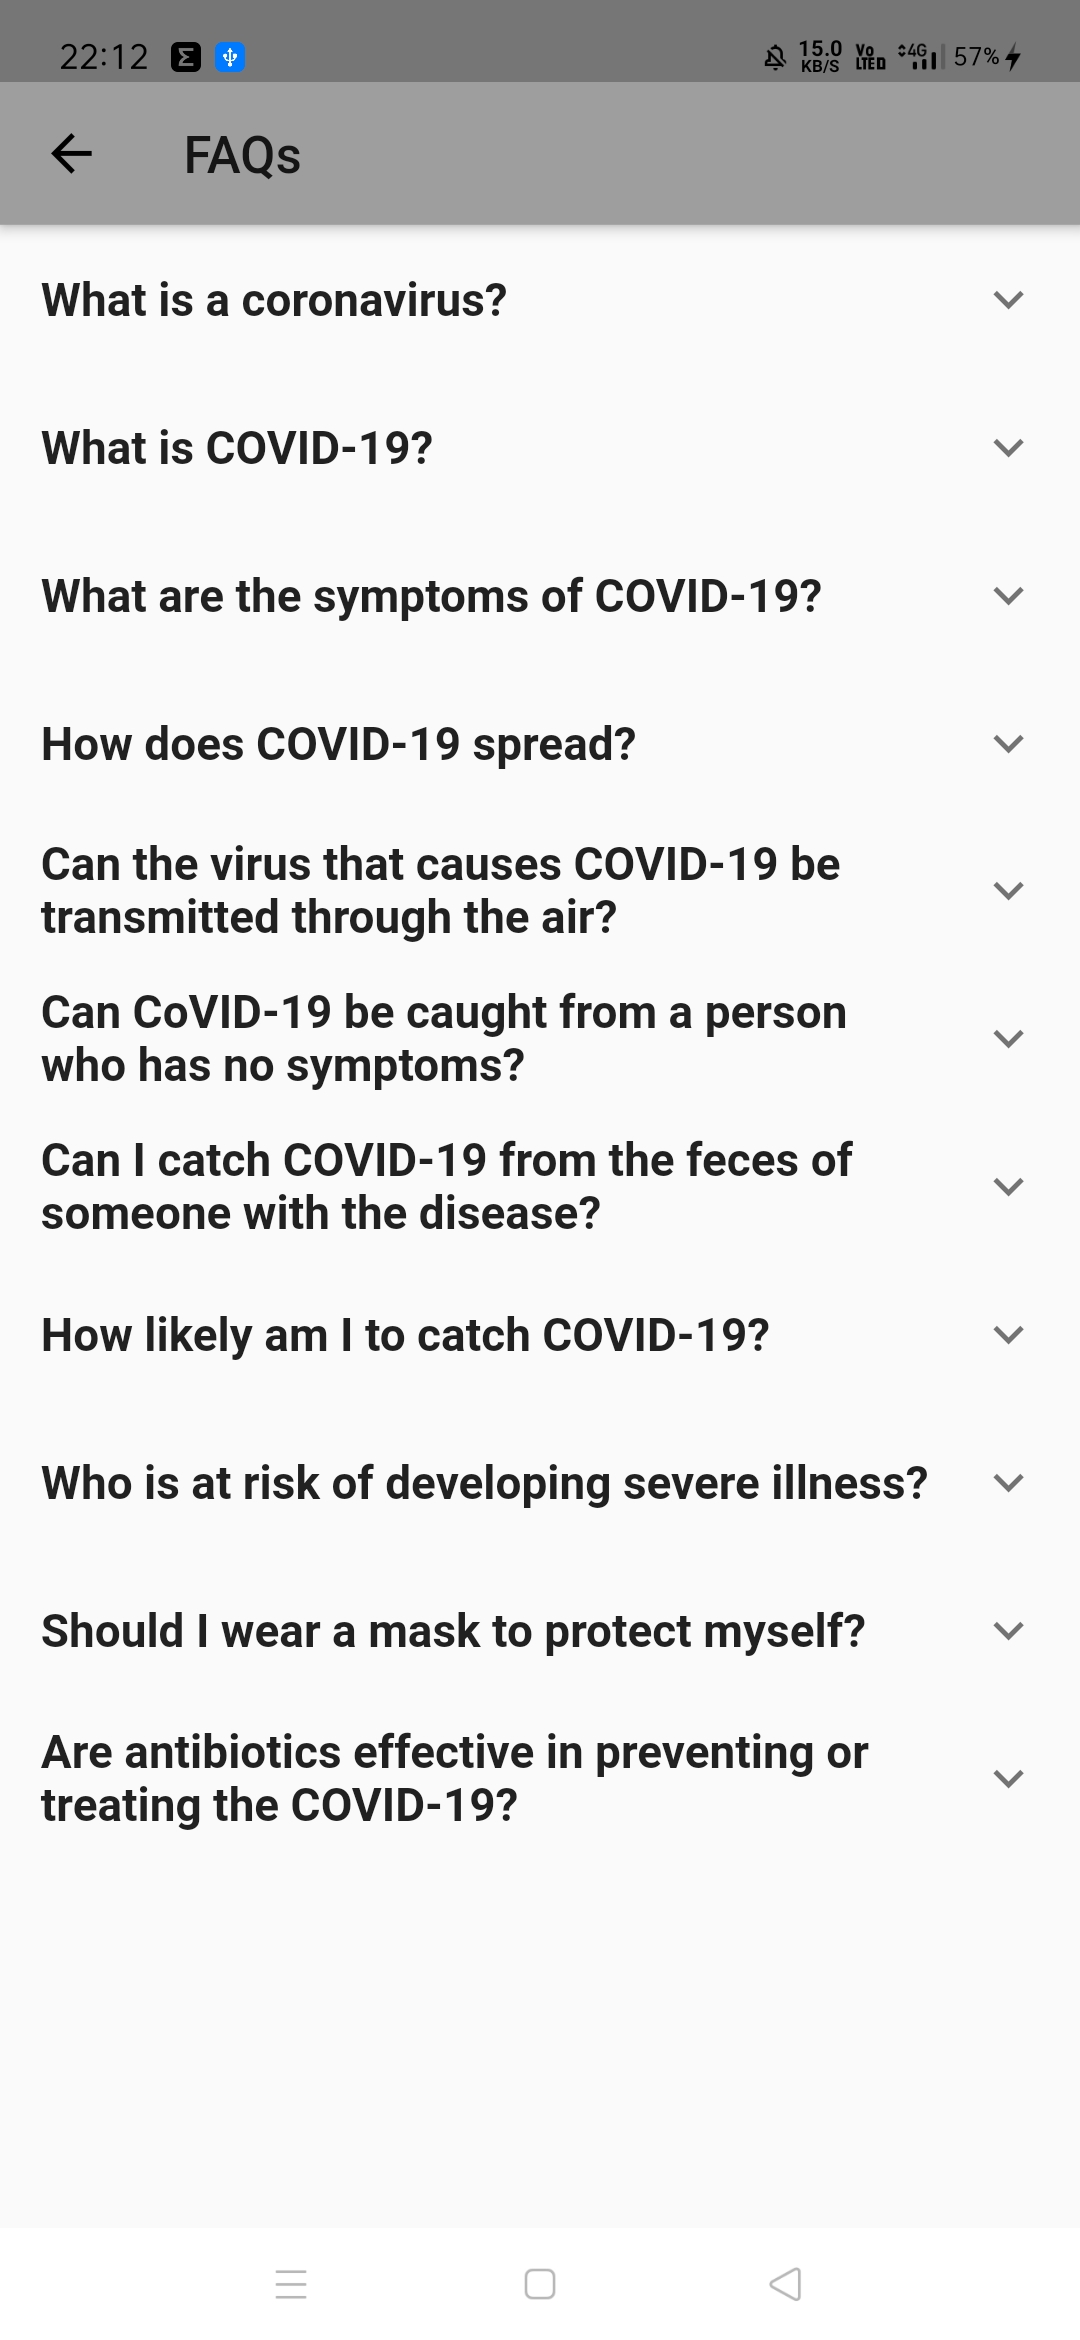 22:12 15.0 KB/S Vo LTE 4G 57%
FAQs
What is a coronavirus?
What is COVID-19?
What are the symptoms of COVID-19?
How does COVID-19 spread?
Can the virus that causes COVID-19 be
transmitted through the air?
Can CoVID-19 be caught from a person
who has no symptoms?
Can I catch COVID-19 from the feces of
someone with the disease?
How likely am I to catch COVID-19?
Who is at risk of developing severe illness?
Should I wear a mask to protect myself?
Are antibiotics effective in preventing or
treating the COVID-19?